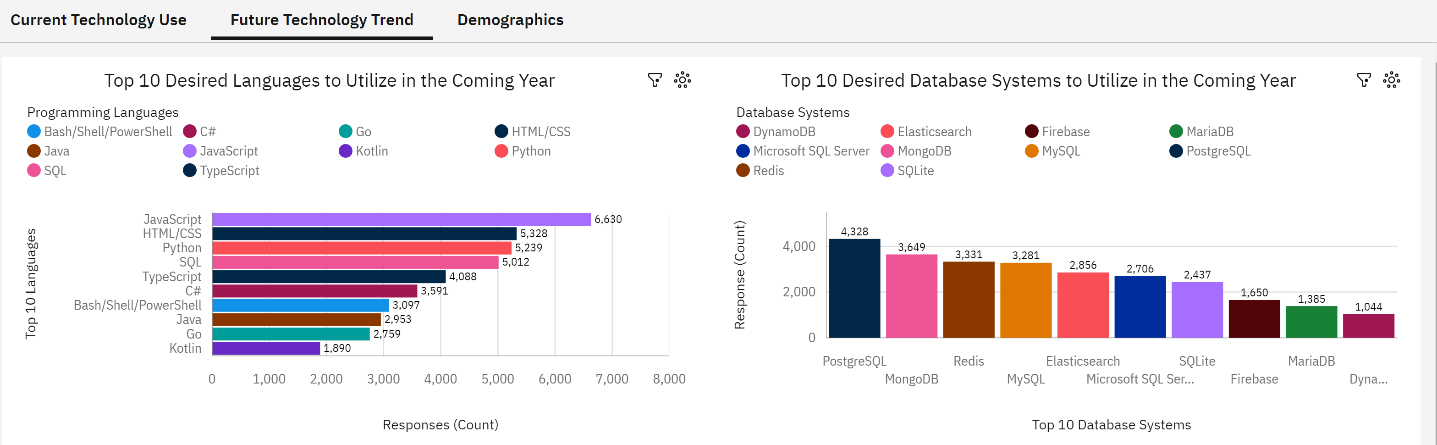 Current Technology Use Future Technology Trend Demographics
Top 10 Desired Languages to Utilize in the Coming Year
Programming Languages
Bash/Shell/PowerShell C# Go HTML/CSS
Java JavaScript Kotlin Python
SQL TypeScript
Top 10 Languages
JavaScript 6,630
HTML/CSS 5,328
Python 5,239
SQL 5,012
TypeScript 4,088
C# 3,591
Bash/Shell/PowerShell 3,097
Java 2,953
Go 2,759
Kotlin 1,890
0 1,000 2,000 3,000 4,000 5,000 6,000 7,000 8,000
Responses (Count)
Top 10 Desired Database Systems to Utilize in the Coming Year
Database Systems
DynamoDB Elasticsearch Firebase MariaDB
Microsoft SQL Server MongoDB MySQL PostgreSQL
Redis SQLite
Response (Count)
4,000
2,000
0
4,328 3,649 3,331 3,281 2,856 2,706 2,437 1,650 1,385 1,044
PostgreSQL Redis Elasticsearch SQLite MariaDB
MongoDB MySQL Microsoft SQL Ser... Firebase Dyna...
Top 10 Database Systems